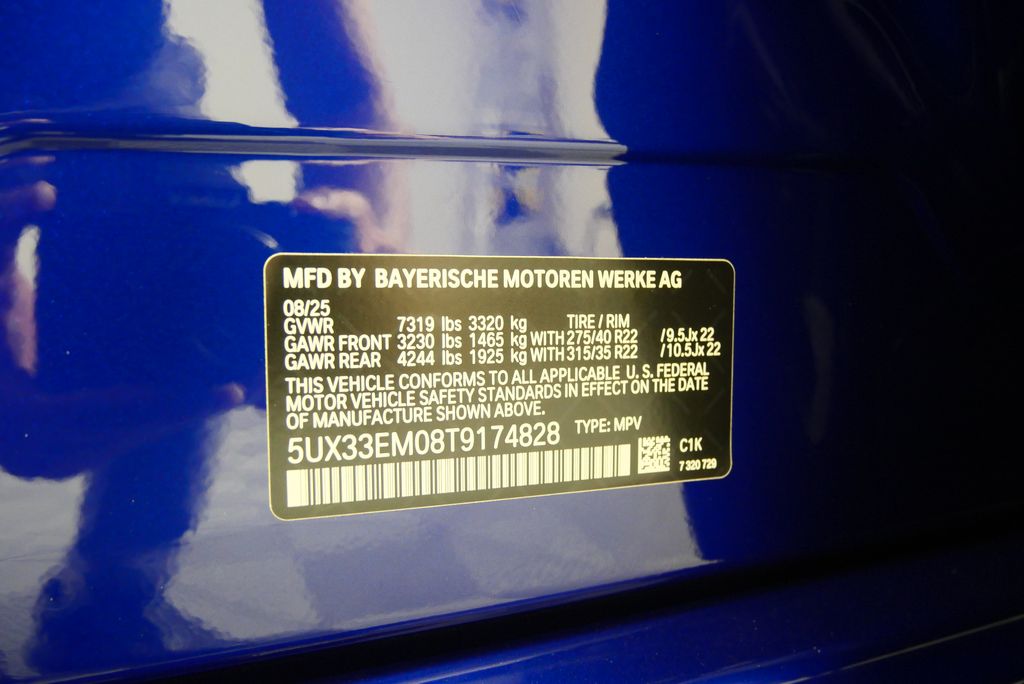 MFD BY BAYERISCHE MOTOREN WERKE AG
08/25
GVWR 7319 lbs 3320 kg TIRE / RIM
GAWR FRONT 3230 lbs 1465 kg WITH 275/40 R22 /9.5Jx 22
GAWR REAR 4244 lbs 1925 kg WITH 315/35 R22 /10.5Jx 22
THIS VEHICLE CONFORMS TO ALL APPLICABLE U. S. FEDERAL
MOTOR VEHICLE SAFETY STANDARDS IN EFFECT ON THE DATE
OF MANUFACTURE SHOWN ABOVE.
5UX33EM08T9174828 TYPE: MPV
C1K
7 320 729